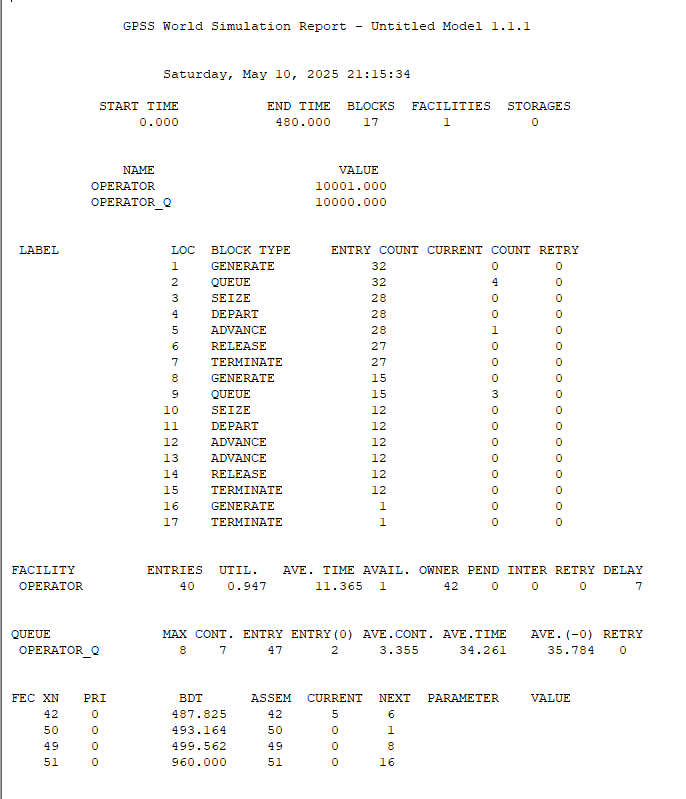 GPSS World Simulation Report - Untitled Model 1.1.1
Saturday, May 10, 2025 21:15:34
START TIME END TIME BLOCKS FACILITIES STORAGES
0.000 480.000 17 1 0
NAME VALUE
OPERATOR 10001.000
OPERATOR_Q 10000.000
LABEL LOC BLOCK TYPE ENTRY COUNT CURRENT COUNT RETRY
1 GENERATE 32 0 0
2 QUEUE 32 4 0
3 SEIZE 28 0 0
4 DEPART 28 0 0
5 ADVANCE 28 1 0
6 RELEASE 27 0 0
7 TERMINATE 27 0 0
8 GENERATE 15 0 0
9 QUEUE 15 3 0
10 SEIZE 12 0 0
11 DEPART 12 0 0
12 ADVANCE 12 0 0
13 ADVANCE 12 0 0
14 RELEASE 12 0 0
15 TERMINATE 12 0 0
16 GENERATE 1 0 0
17 TERMINATE 1 0 0
FACILITY ENTRIES UTIL. AVE. TIME AVAIL. OWNER PEND INTER RETRY DELAY
OPERATOR 40 0.947 11.365 1 42 0 0 0 7
QUEUE MAX CONT. ENTRY ENTRY(0) AVE.CONT. AVE.TIME AVE.(-0) RETRY
OPERATOR_Q 8 7 47 2 3.355 34.261 35.784 0
FEC XN PRI BDT ASSEM CURRENT NEXT PARAMETER VALUE
42 0 487.825 42 5 6
50 0 493.164 50 0 1
49 0 499.562 49 0 8
51 0 960.000 51 0 16